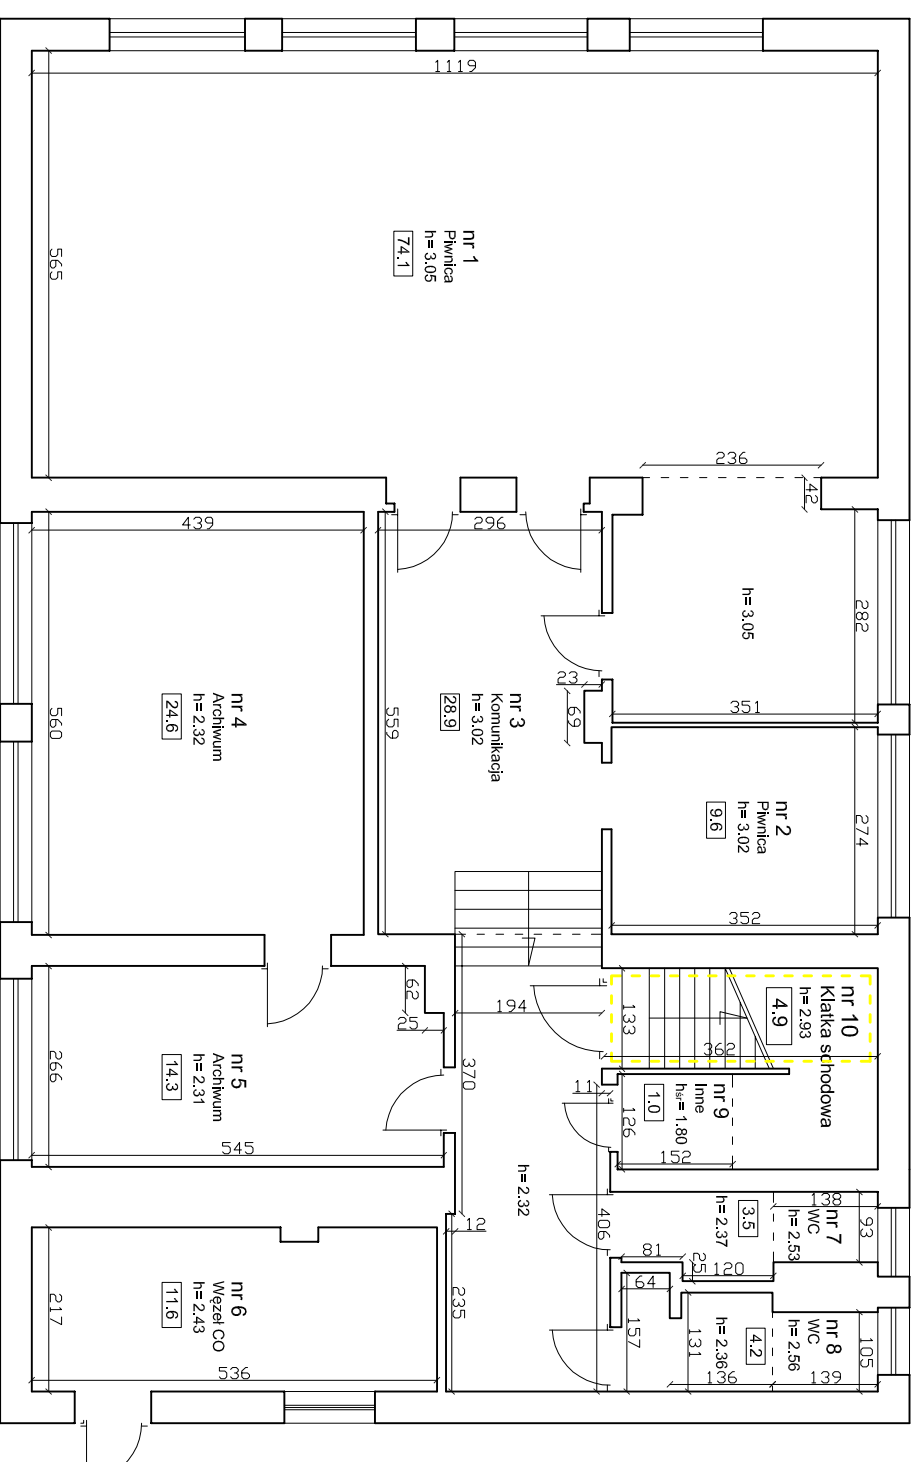 1119
565
nr 1
Piwnica
h= 3.05
74.1
236
42
439
296
282
h= 3.05
23
69
351
nr 4
Archiwum
h= 2.32
24.6
560
559
nr 3
Komunikacja
h= 3.02
28.9
nr 2
Piwnica
h= 3.02
9.6
274
352
nr 10
Klatka schodowa
h= 2.93
4.9
133
362
194
62
25
370
nr 5
Archiwum
h= 2.31
14.3
266
545
11
nr 9
Inne
hśr= 1.80
1.0
126
152
h= 2.32
406
138
nr 7
WC
h= 2.53
93
3.5
h= 2.37
81
25
120
64
12
235
157
nr 8
WC
h= 2.56
105
4.2
h= 2.36
131
136
139
nr 6
Węzeł CO
h= 2.43
11.6
217
536